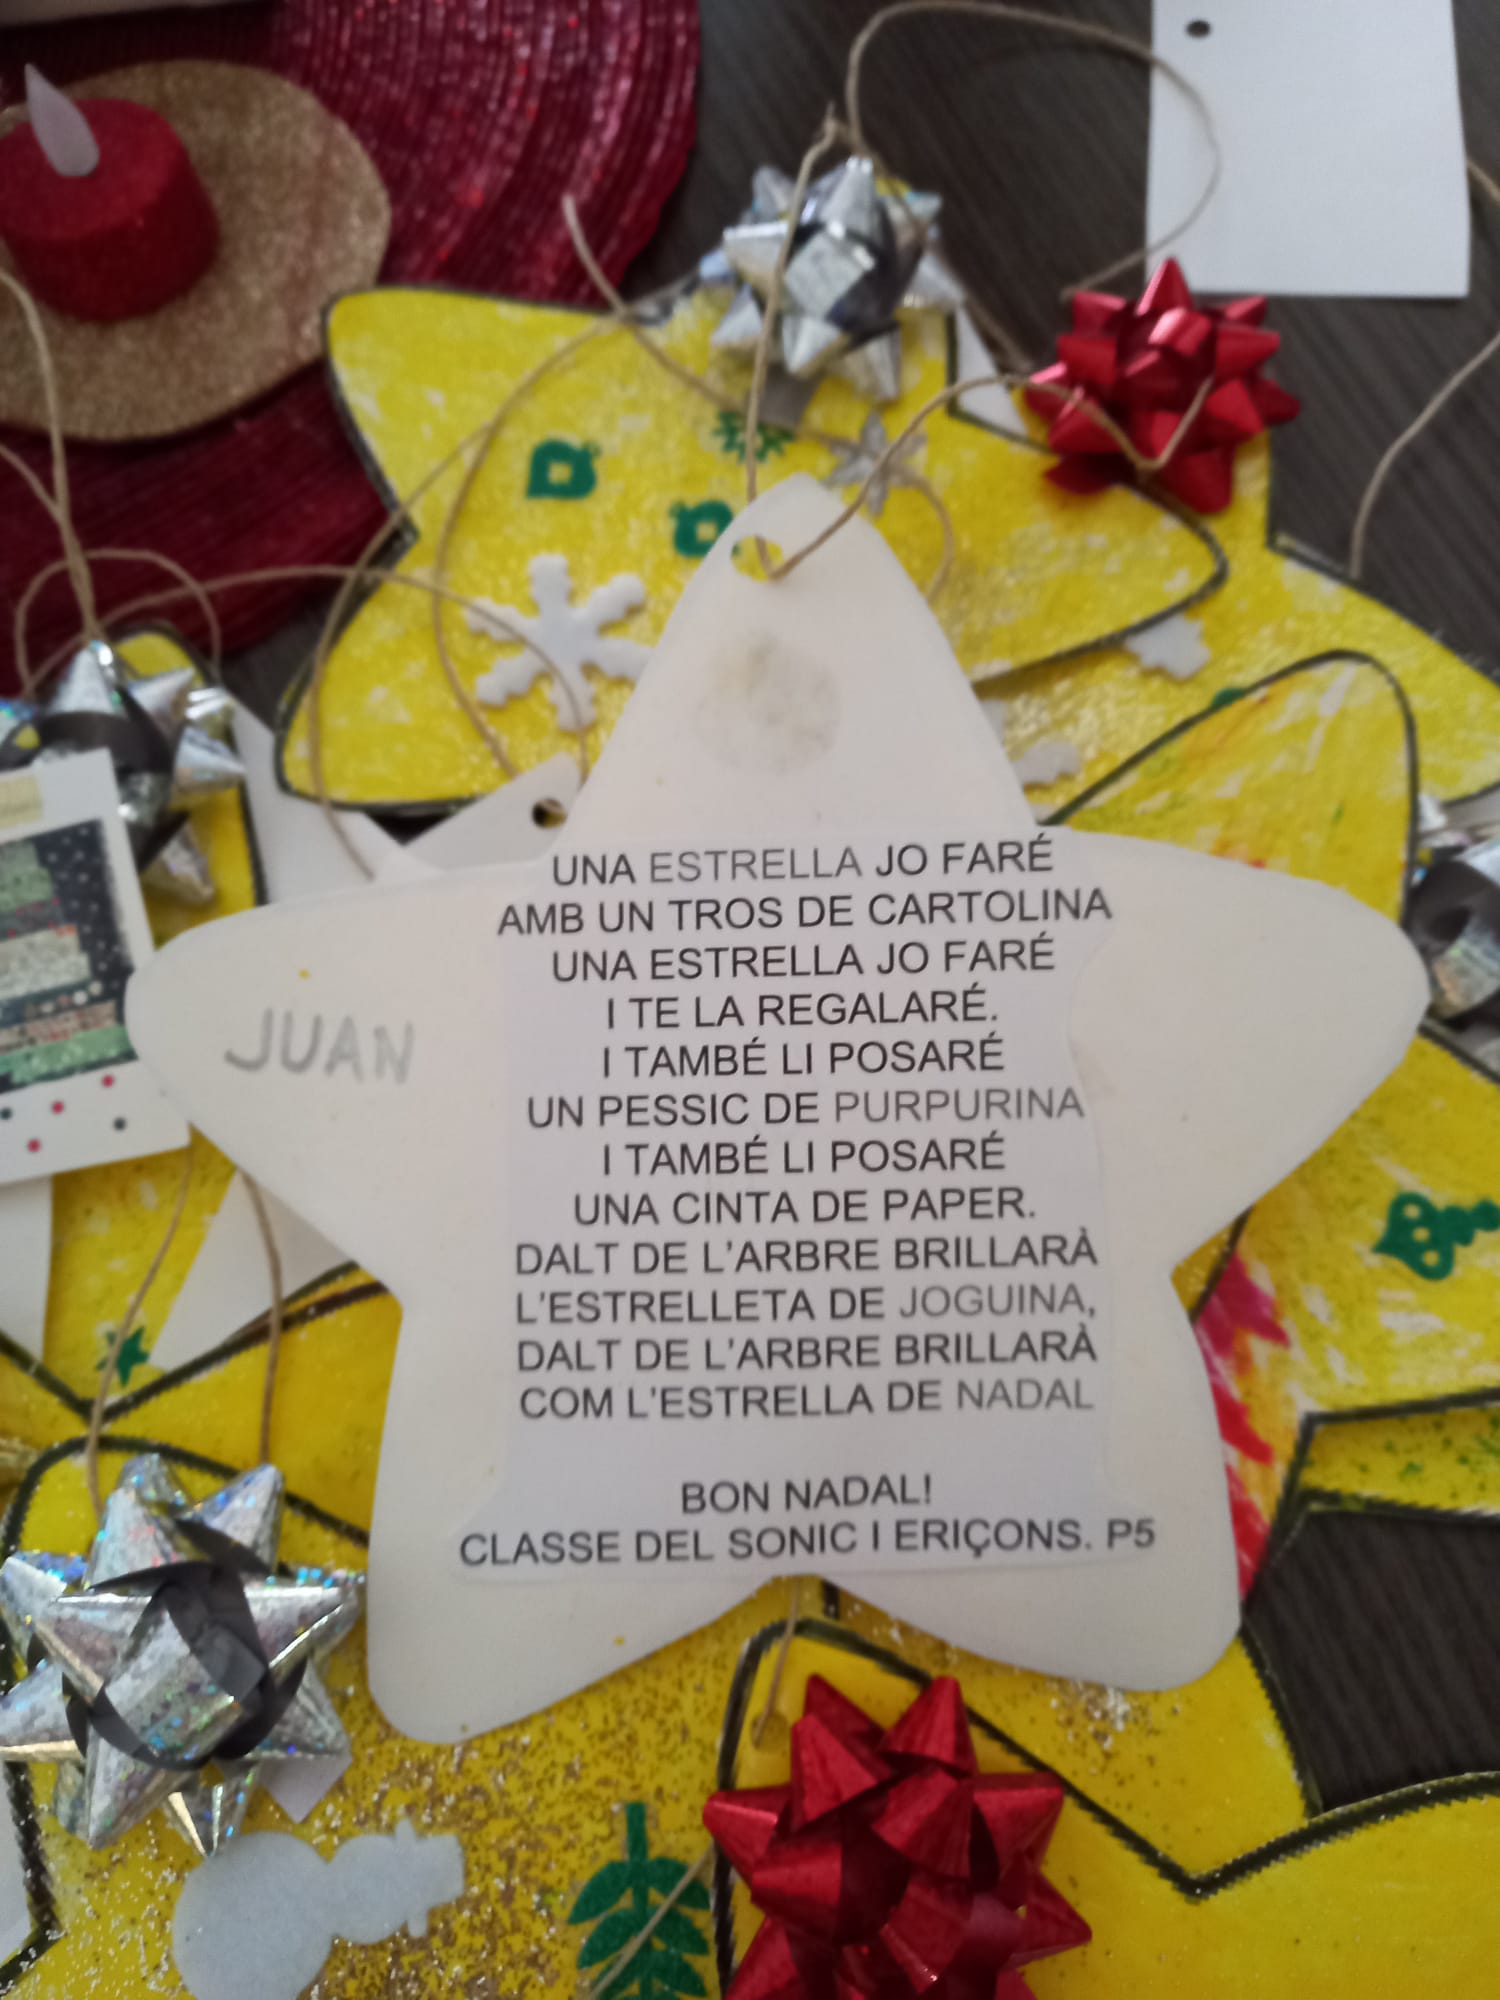 JUAN
UNA ESTRELLA JO FARÉ
AMB UN TROS DE CARTOLINA
UNA ESTRELLA JO FARÉ
I TE LA REGALARÉ.
I TAMBÉ LI POSARÉ
UN PESSIC DE PURPURINA
I TAMBÉ LI POSARÉ
UNA CINTA DE PAPER.
DALT DE L'ARBRE BRILLARÀ
L'ESTRELLETA DE JOGUINA,
DALT DE L'ARBRE BRILLARÀ
COM L'ESTRELLA DE NADAL
BON NADAL!
CLASSE DEL SONIC I ERIÇONS. P5